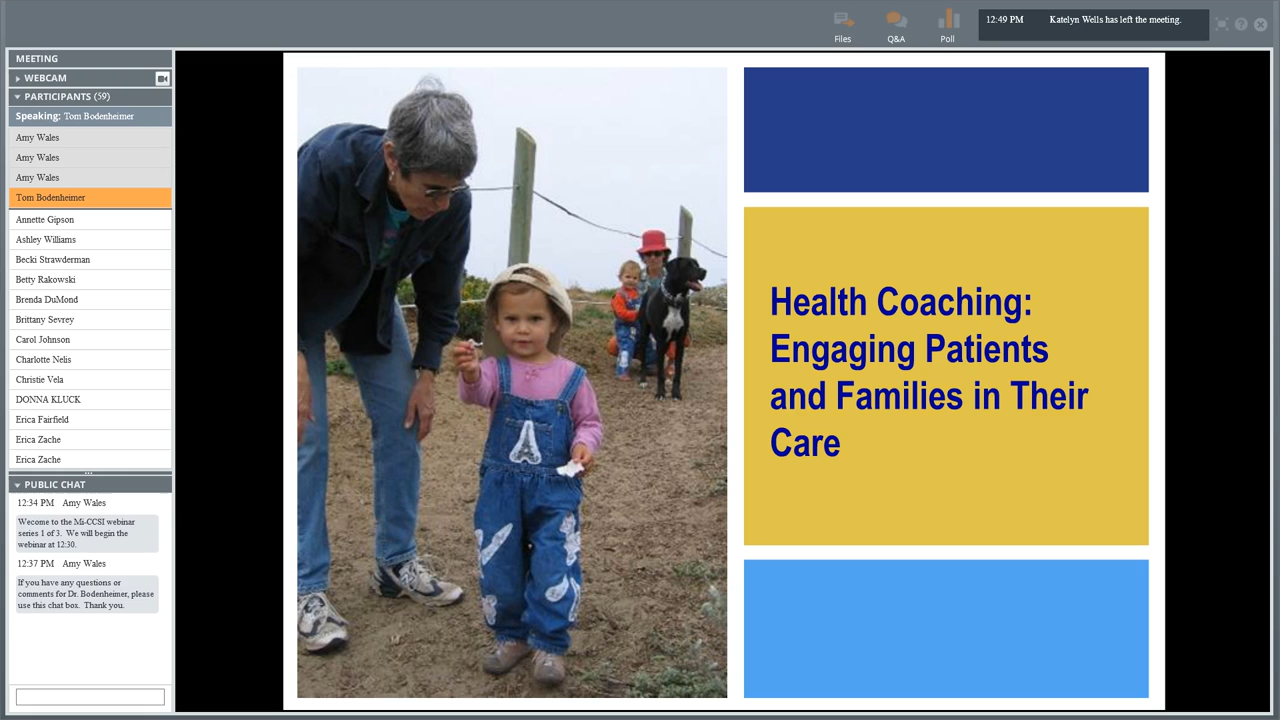 Files
Q&A
Poll
12:49 PM Katelyn Wells has left the meeting.
MEETING
WEBCAM
PARTICIPANTS (59)
Speaking: Tom Bodenheimer
Amy Wales
Amy Wales
Amy Wales
Tom Bodenheimer
Annette Gipson
Ashley Williams
Becki Strawderman
Betty Rakowski
Brenda DuMond
Brittany Sevrey
Carol Johnson
Charlotte Nelis
Christie Vela
DONNA KLUCK
Erica Fairfield
Erica Zache
Erica Zache
PUBLIC CHAT
12:34 PM Amy Wales
Wecome to the Mi-CCSI webinar
series 1 of 3. We will begin the
webinar at 12:30.
12:37 PM Amy Wales
If you have any questions or
comments for Dr. Bodenheimer, please
use this chat box. Thank you.
Health Coaching:
Engaging Patients
and Families in Their
Care